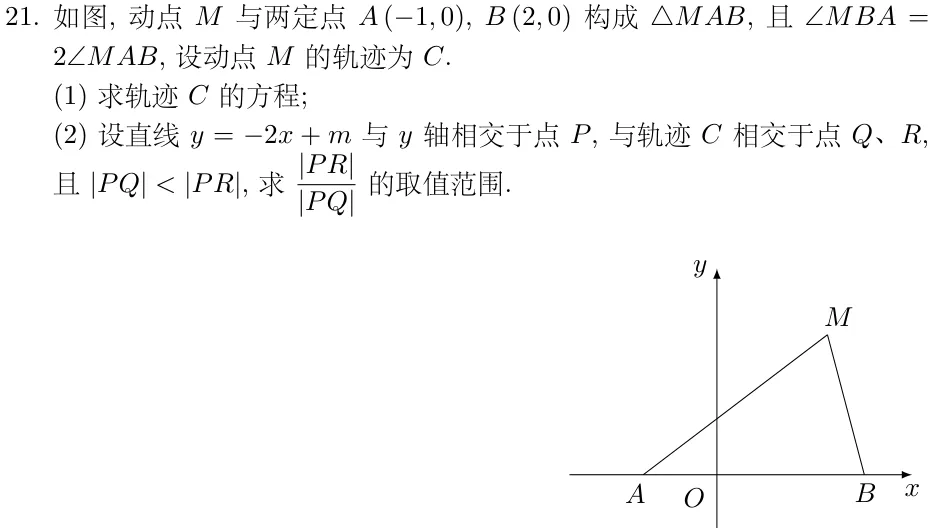 21. 如图, 动点 M 与两定点 A(−1,0), B(2,0) 构成 △MAB, 且 ∠MBA =
2∠MAB, 设动点 M 的轨迹为 C.
(1) 求轨迹 C 的方程;
(2) 设直线 y = −2x + m 与 y 轴相交于点 P, 与轨迹 C 相交于点 Q、R,
且 |PQ| < |PR|, 求 |PR|/|PQ| 的取值范围.
y
M
A O B x